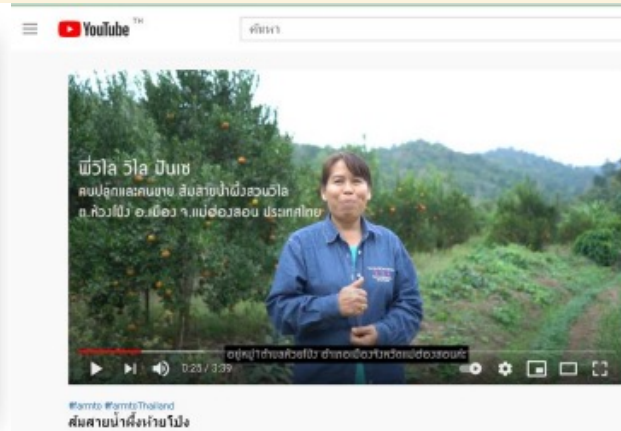 YouTube TH
ค้นหา
พี่วิไล วิไล ปันเซ
คนปลูกและคนขาย ส้มสายน้ำผึ้งสวนวิไล
ต.ห้วยโป่ง อ.เมือง จ.แม่ฮ่องสอน ประเทศไทย
อยู่หมู่1ตำบลห้วยโป่ง อำเภอเมืองจังหวัดแม่ฮ่องสอนค่ะ
0:25 / 3:39
#farmto #farmtoThailand
ส้มสายน้ำผึ้งห้วยโป่ง